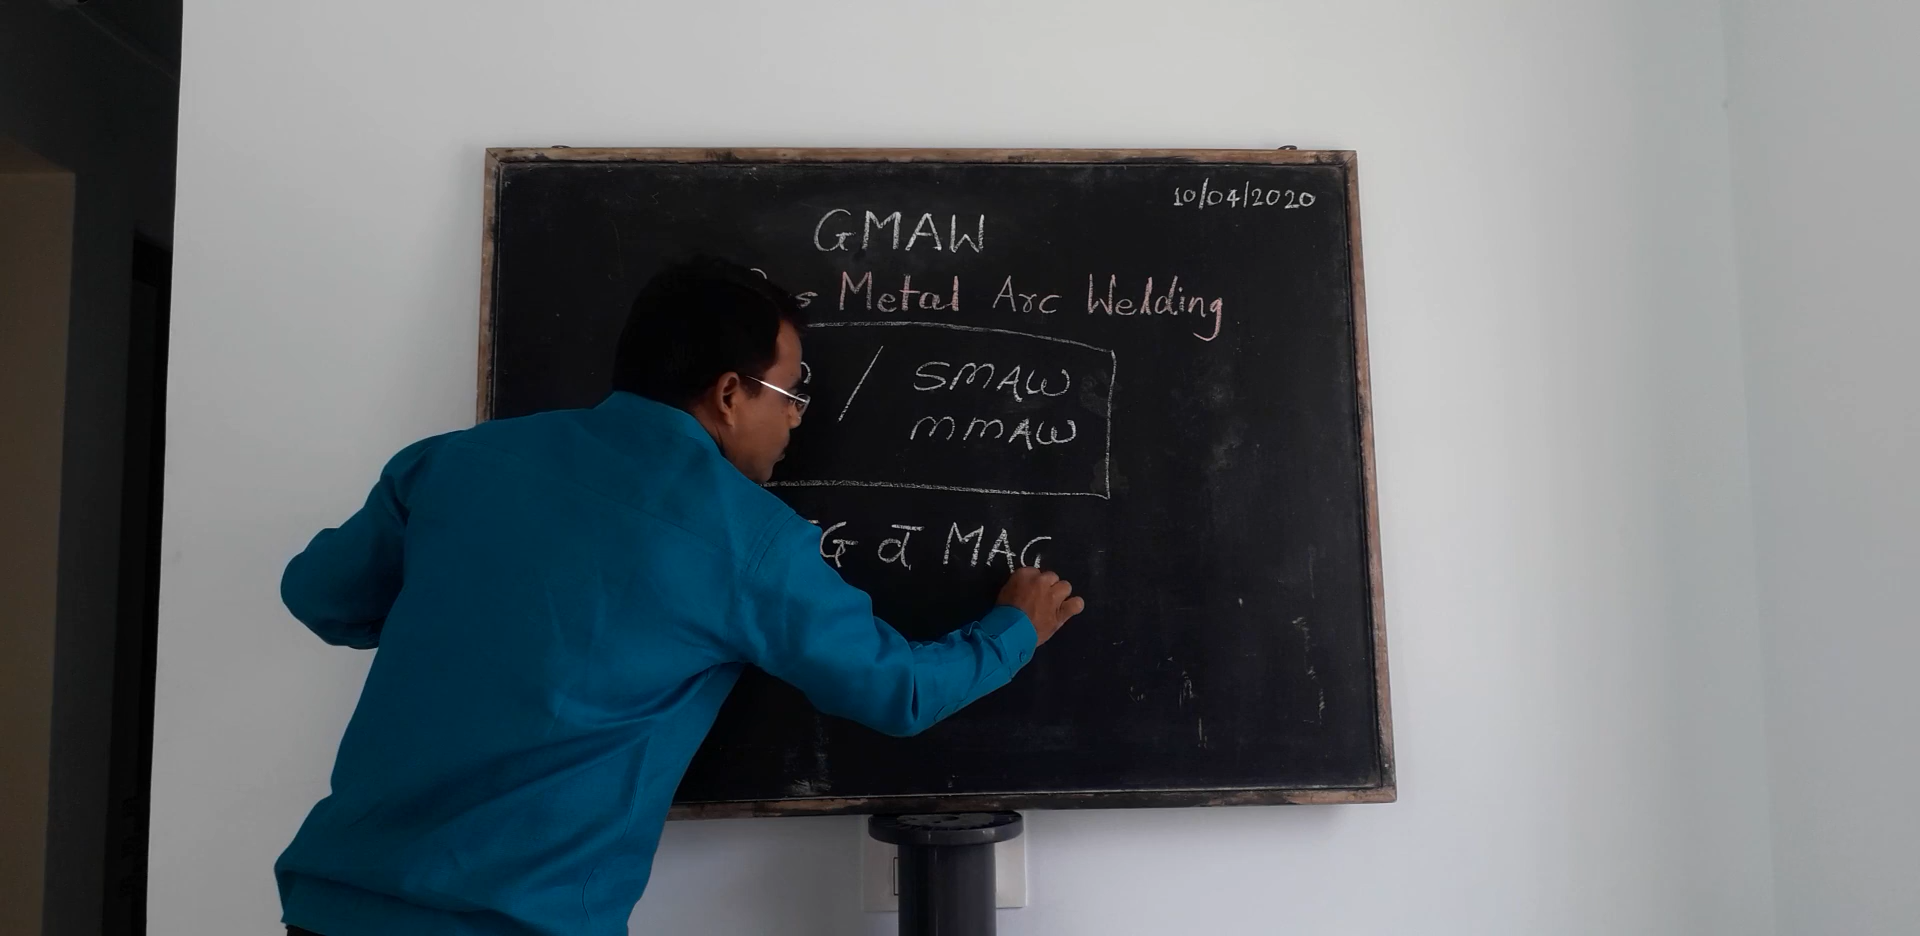 10/04/2020
GMAW
Metal Arc Welding
/ SMAW
MMAW
MAG